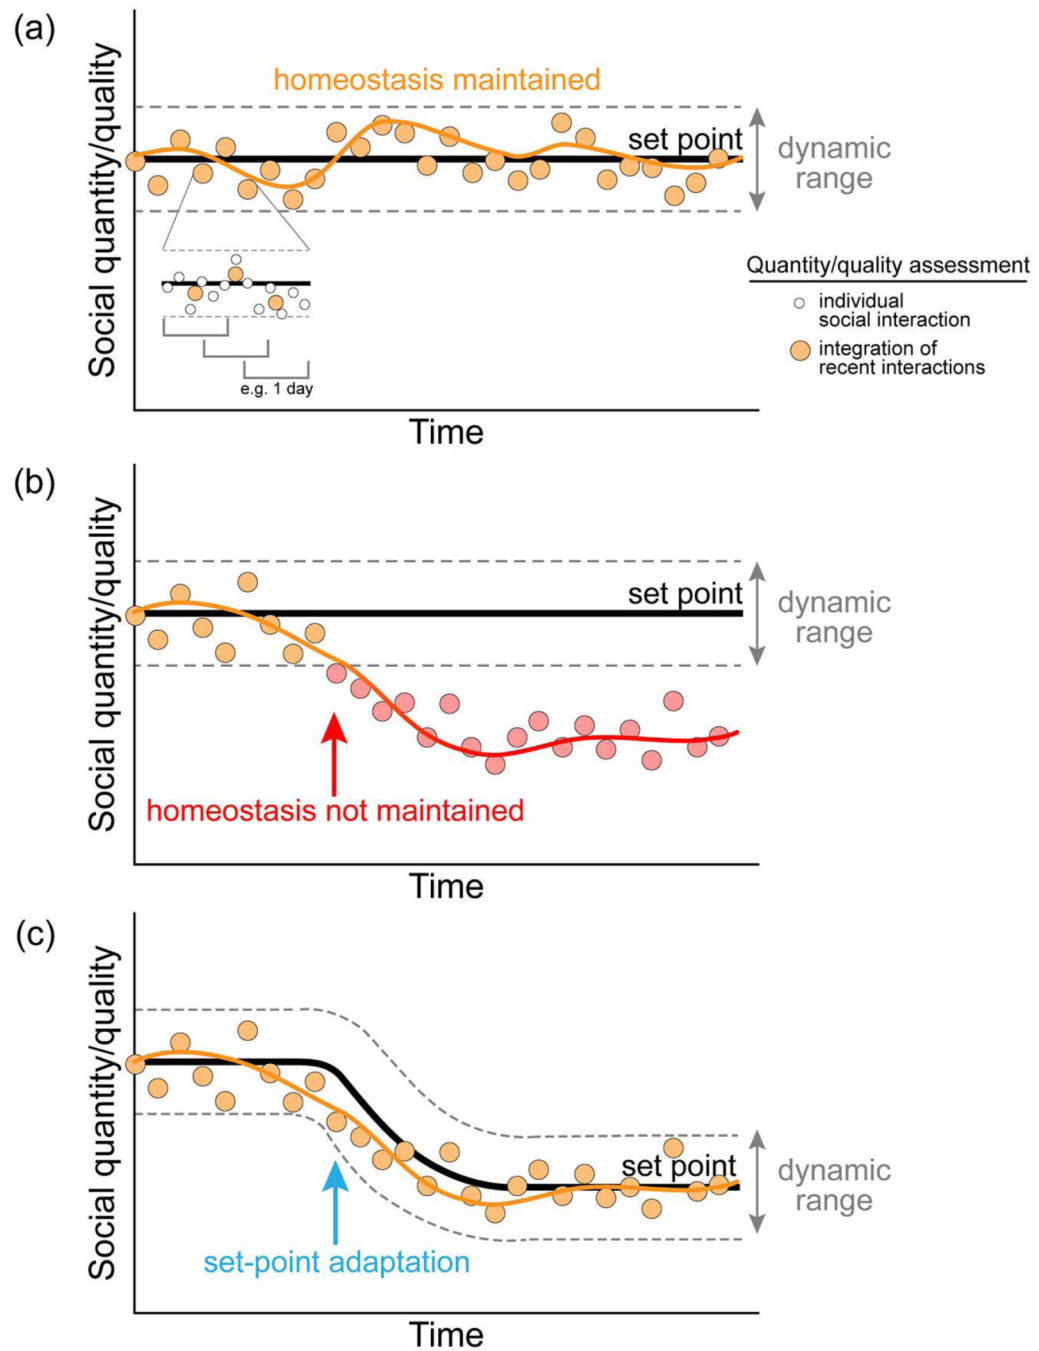 (a)
Social quantity/quality
homeostasis maintained
set point
dynamic
range
Quantity/quality assessment
individual
social interaction
integration of
recent interactions
e.g. 1 day
Time
(b)
Social quantity/quality
set point
dynamic
range
homeostasis not maintained
Time
(c)
Social quantity/quality
set point
dynamic
range
set-point adaptation
Time